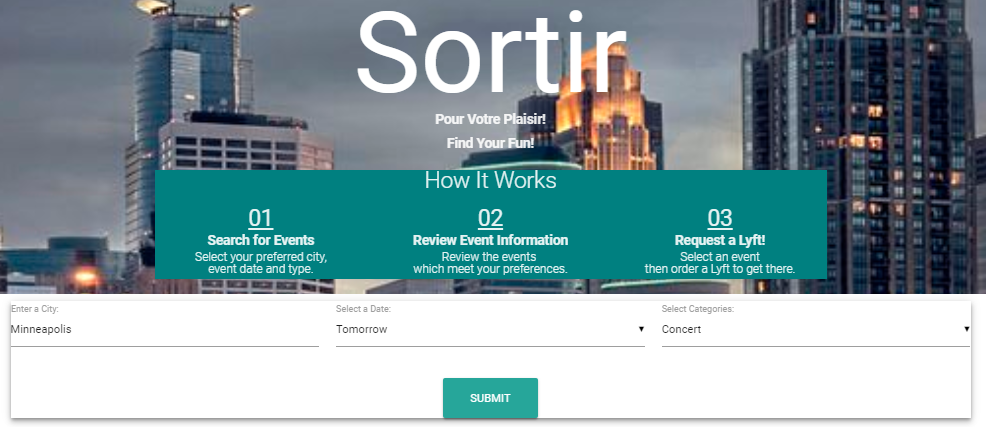 Sortir
Pour Votre Plaisir!
Find Your Fun!
How It Works
01
Search for Events
Select your preferred city,
event date and type.
02
Review Event Information
Review the events
which meet your preferences.
03
Request a Lyft!
Select an event
then order a Lyft to get there.
Enter a City:
Minneapolis
Select a Date:
Tomorrow
Select Categories:
Concert
SUBMIT